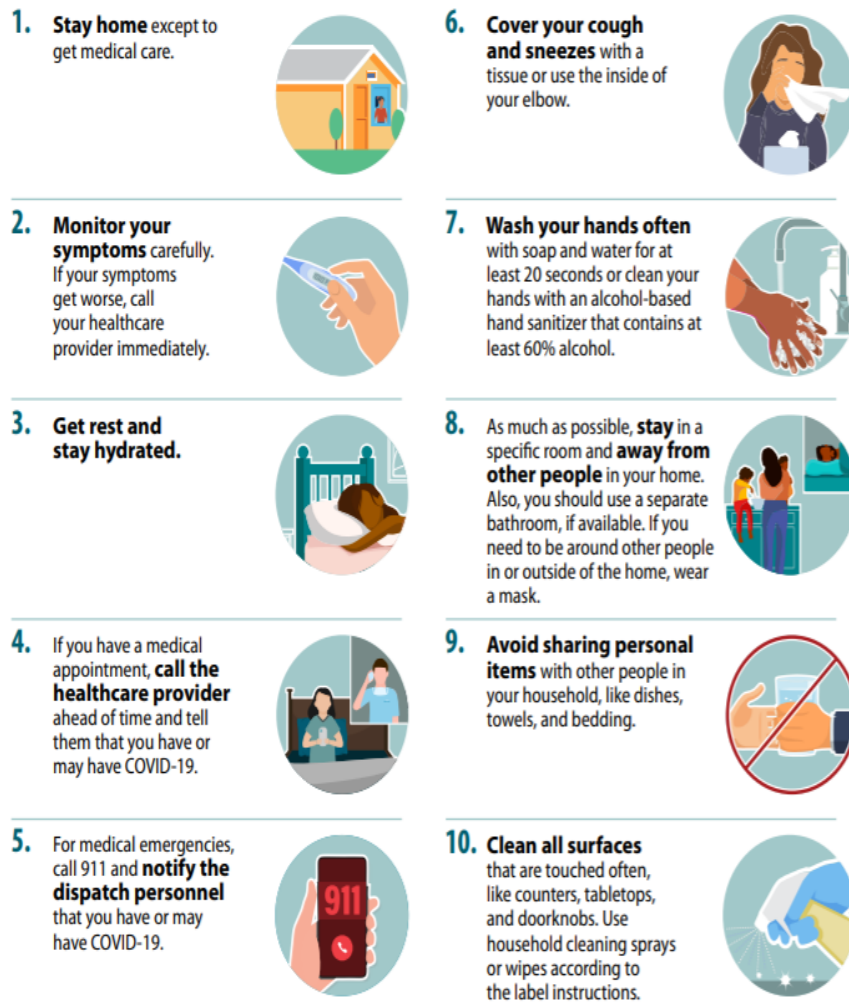 1. Stay home except to
get medical care.
2. Monitor your
symptoms carefully.
If your symptoms
get worse, call
your healthcare
provider immediately.
3. Get rest and
stay hydrated.
4. If you have a medical
appointment, call the
healthcare provider
ahead of time and tell
them that you have or
may have COVID-19.
5. For medical emergencies,
call 911 and notify the
dispatch personnel
that you have or may
have COVID-19.
911
6. Cover your cough
and sneezes with a
tissue or use the inside of
your elbow.
7. Wash your hands often
with soap and water for at
least 20 seconds or clean your
hands with an alcohol-based
hand sanitizer that contains at
least 60% alcohol.
8. As much as possible, stay in a
specific room and away from
other people in your home.
Also, you should use a separate
bathroom, if available. If you
need to be around other people
in or outside of the home, wear
a mask.
9. Avoid sharing personal
items with other people in
your household, like dishes,
towels, and bedding.
10. Clean all surfaces
that are touched often,
like counters, tabletops,
and doorknobs. Use
household cleaning sprays
or wipes according to
the label instructions.